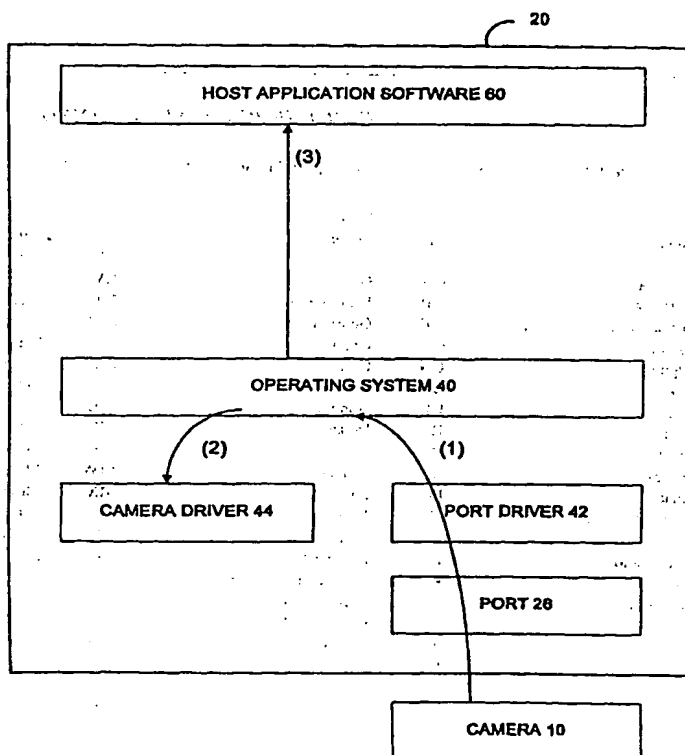 20
HOST APPLICATION SOFTWARE 60
(3)
OPERATING SYSTEM 40
(2)
(1)
CAMERA DRIVER 44
PORT DRIVER 42
PORT 28
CAMERA 10